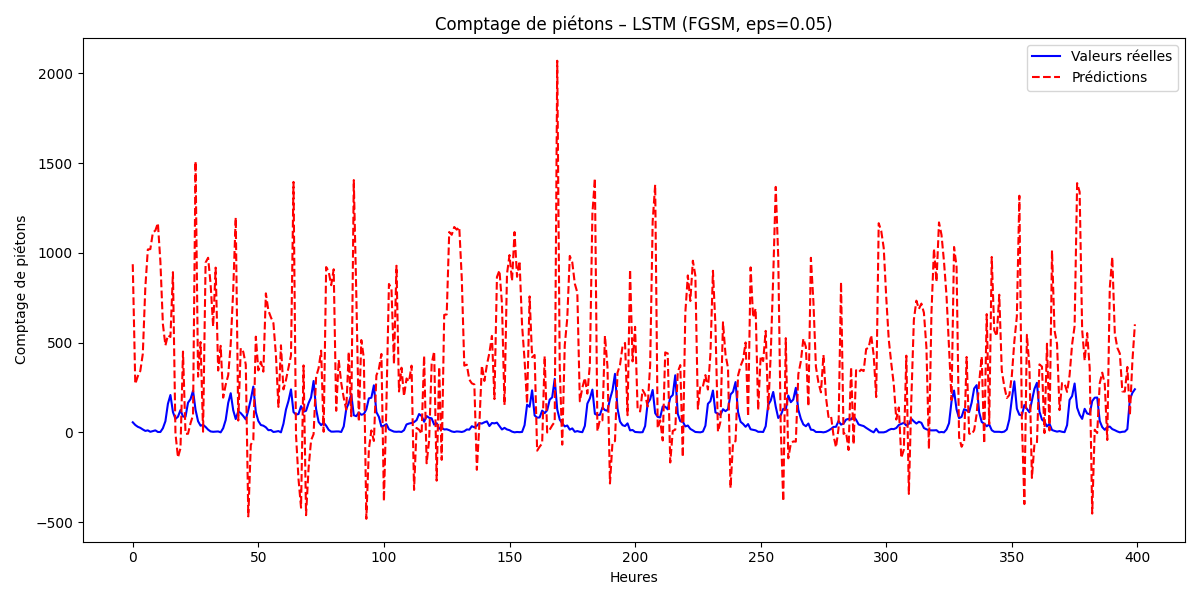 Comptage de piétons – LSTM (FGSM, eps=0.05)
Valeurs réelles
Prédictions
Comptage de piétons
2000
1500
1000
500
0
−500
0 50 100 150 200 250 300 350 400
Heures